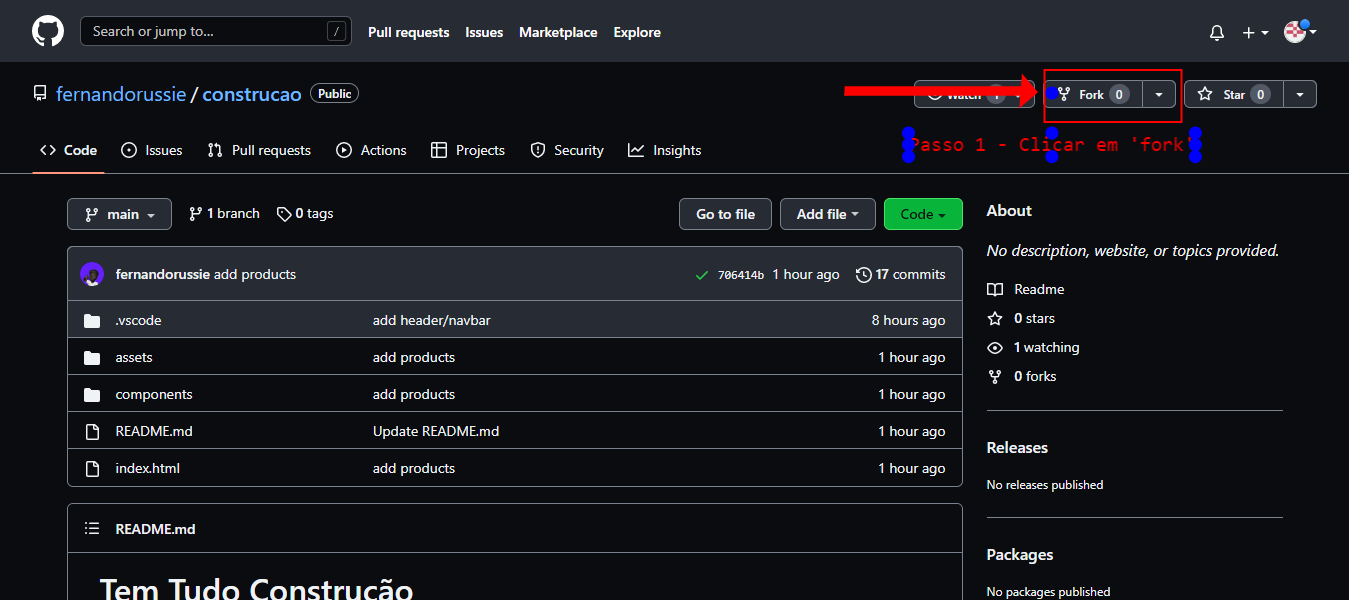 Search or jump to... /
Pull requests Issues Marketplace Explore
fernandorussie / construcao Public
Watch 1 Fork 0 Star 0
Code Issues Pull requests Actions Projects Security Insights
Passo 1 - Clicar em 'fork'
main 1 branch 0 tags Go to file Add file Code
fernandorussie add products 706414b 1 hour ago 17 commits
.vscode add header/navbar 8 hours ago
assets add products 1 hour ago
components add products 1 hour ago
README.md Update README.md 1 hour ago
index.html add products 1 hour ago
README.md
Tem Tudo Construção
About
No description, website, or topics provided.
Readme
0 stars
1 watching
0 forks
Releases
No releases published
Packages
No packages published